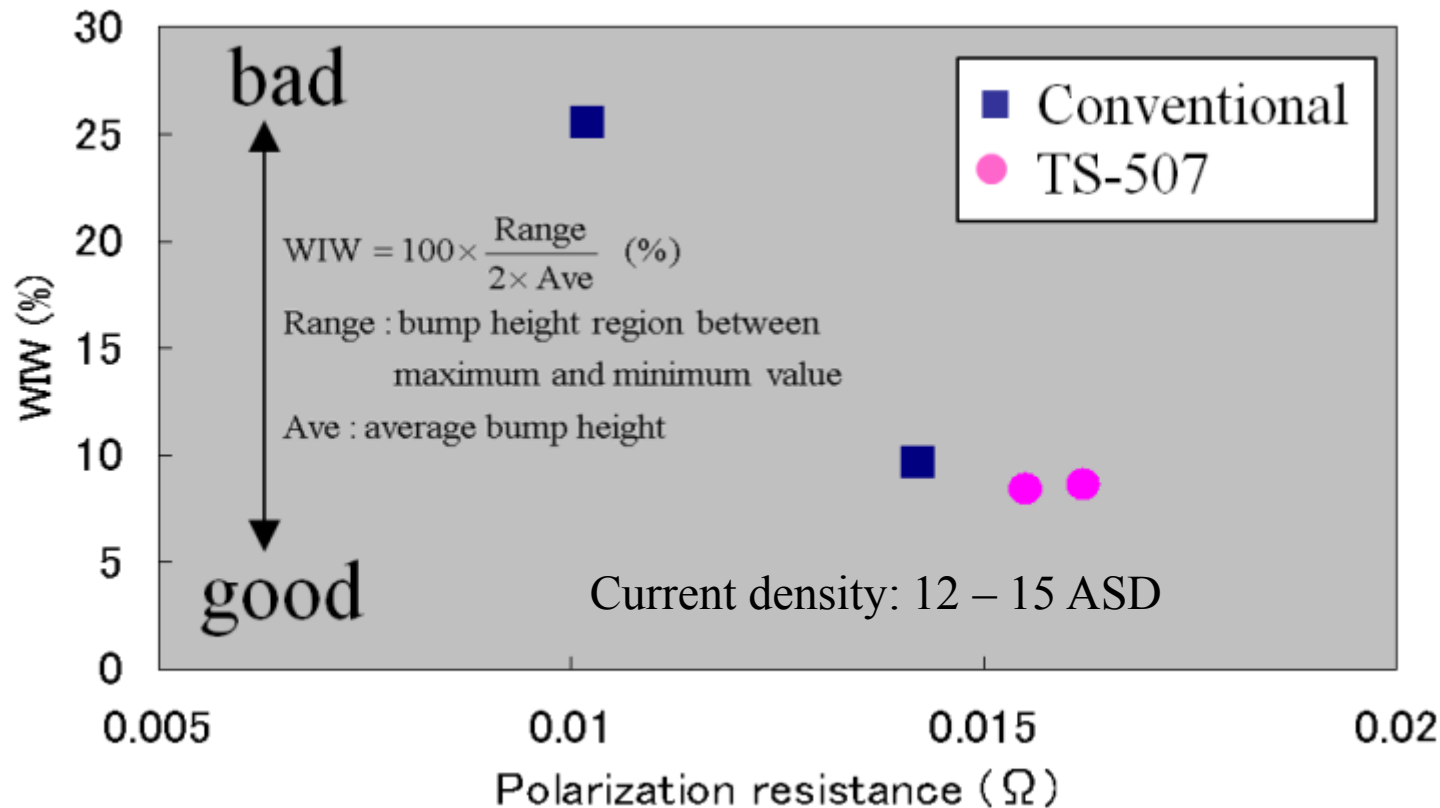 30
25
20
15
10
5
0
WIW (%)
bad
good
WIW = 100× Range / 2× Ave (%)
Range : bump height region between
maximum and minimum value
Ave : average bump height
Conventional
TS-507
Current density: 12 – 15 ASD
0.005 0.01 0.015 0.02
Polarization resistance (Ω)